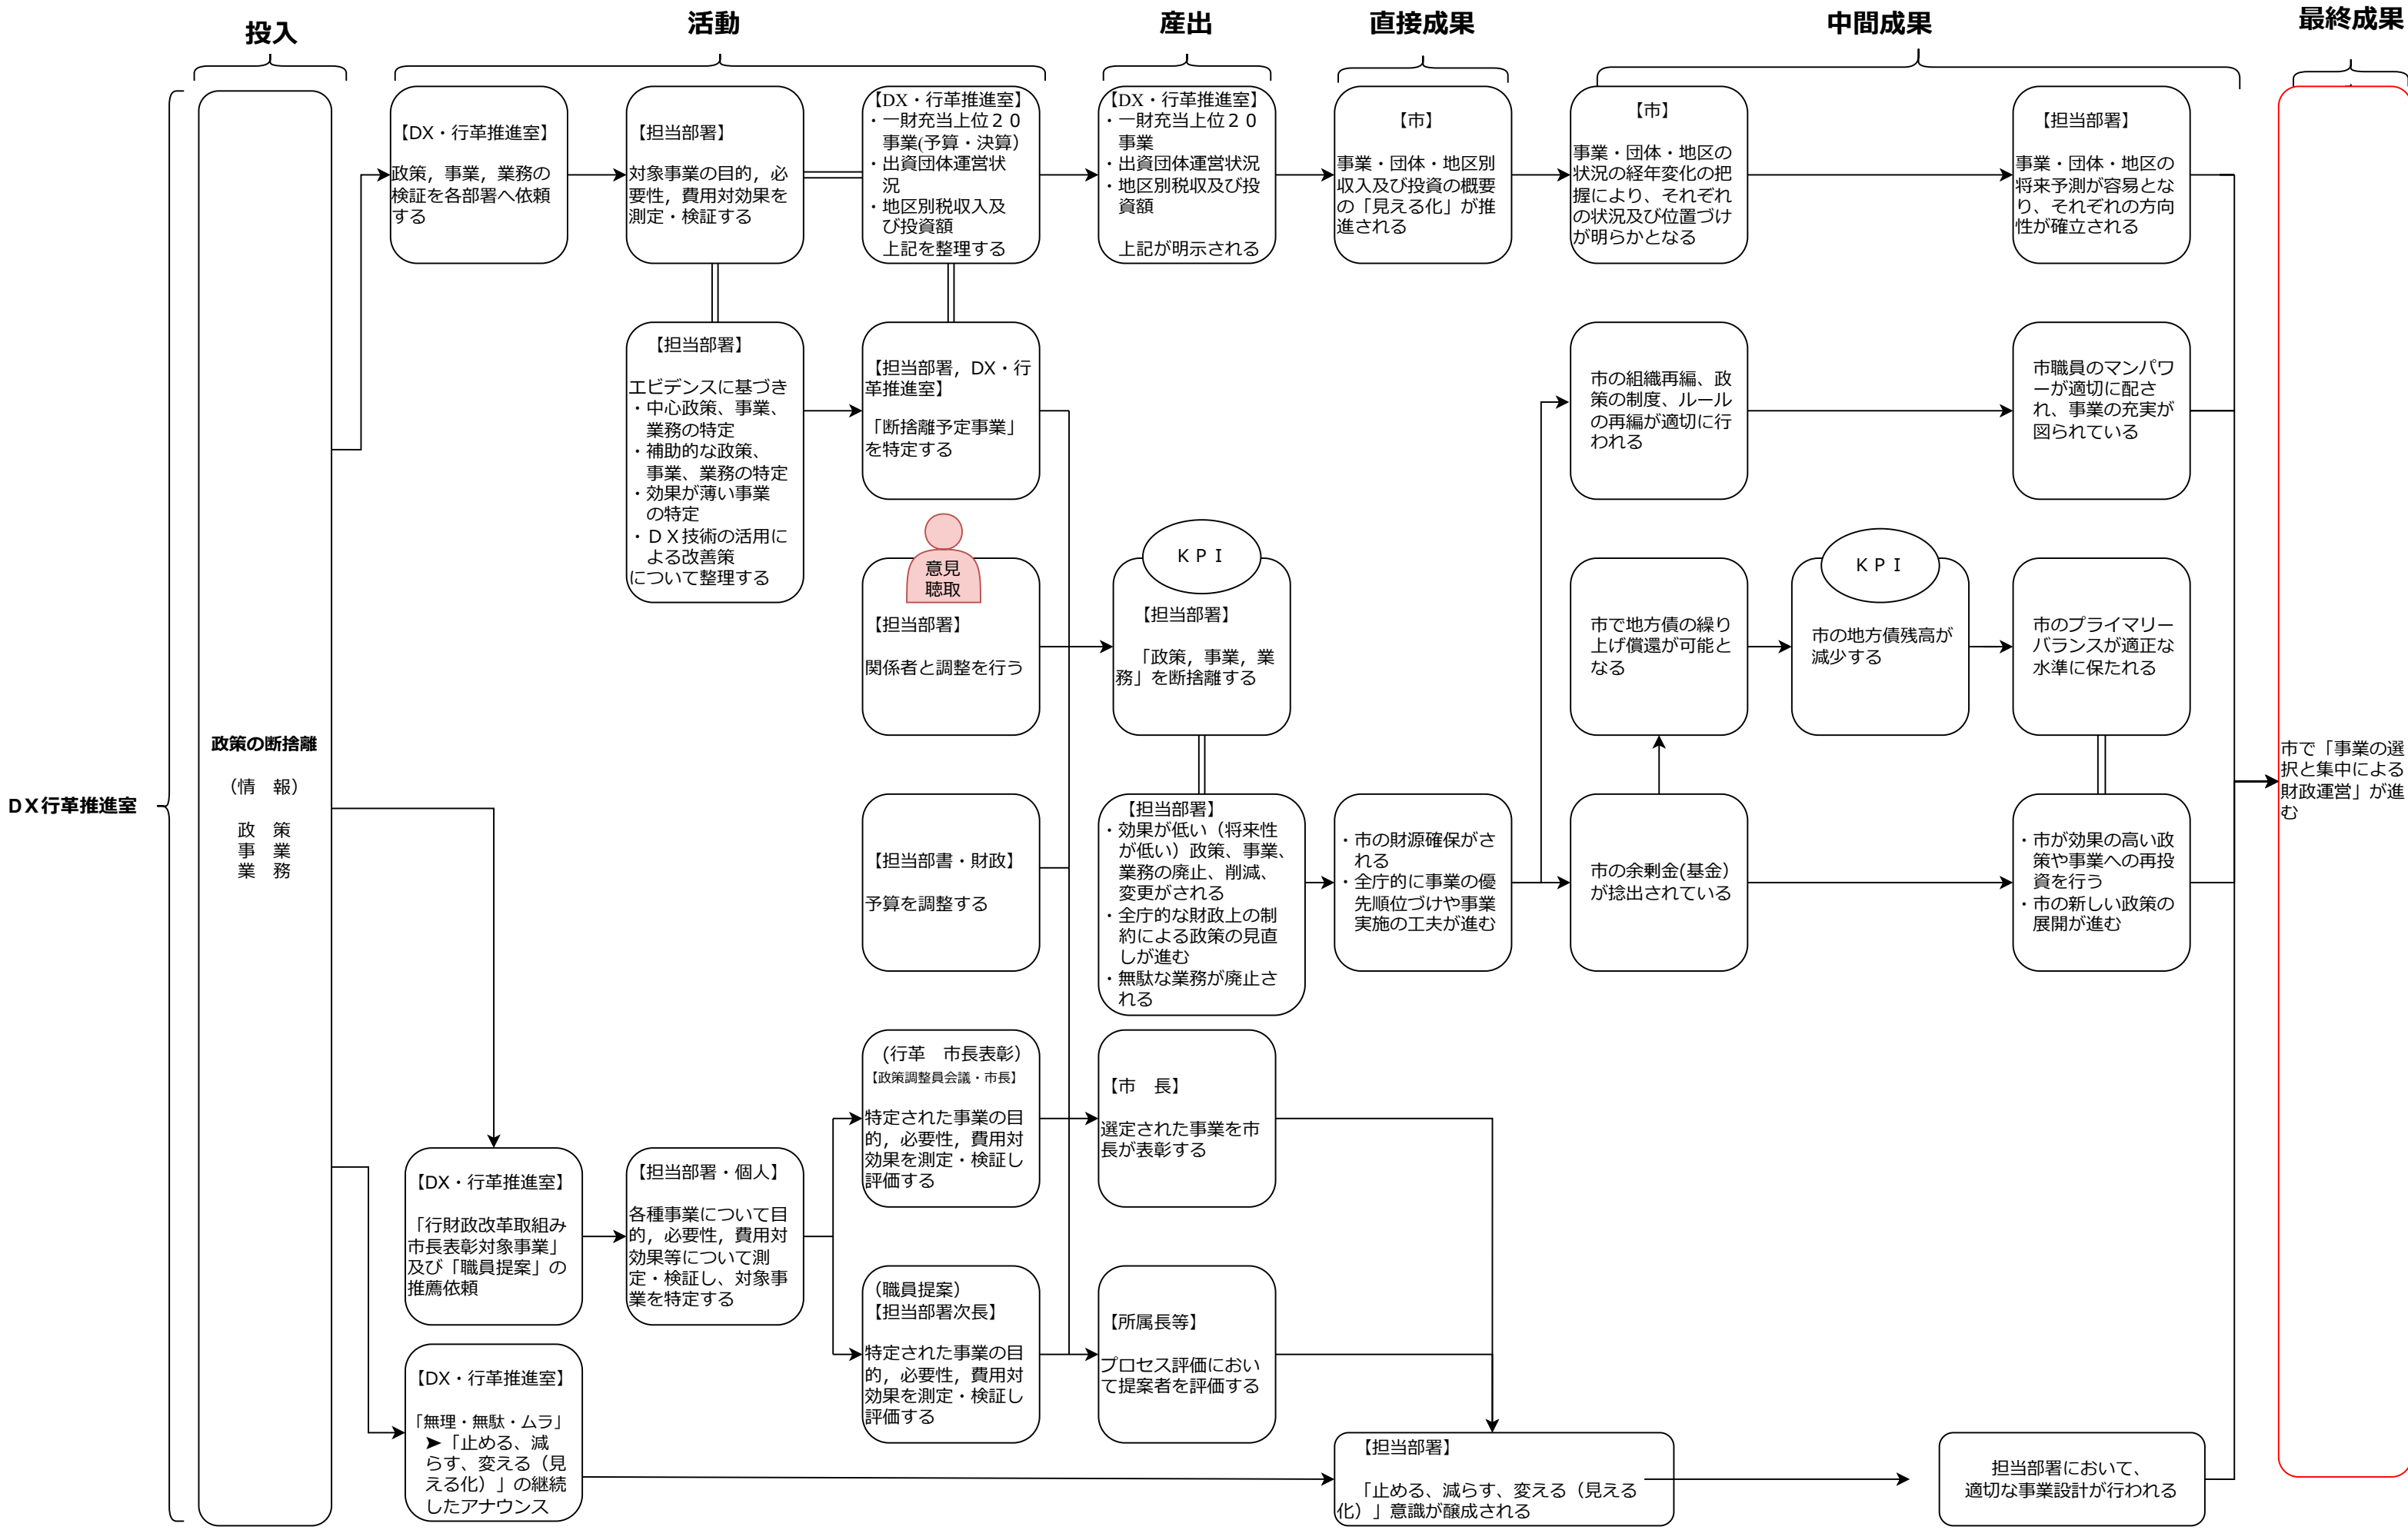 投入
活動
産出
直接成果
中間成果
最終成果
DX行革推進室
政策の断捨離
（情　報）
政　策
事　業
業　務
【DX・行革推進室】
政策，事業，業務の
検証を各部署へ依頼
する
【担当部署】
対象事業の目的，必
要性，費用対効果を
測定・検証する
【DX・行革推進室】
・一財充当上位２０
事業(予算・決算）
・出資団体運営状
況
・地区別税収入及
び投資額
上記を整理する
【DX・行革推進室】
・一財充当上位２０
事業
・出資団体運営状況
・地区別税収及び投
資額
上記が明示される
【市】
事業・団体・地区別
収入及び投資の概要
の「見える化」が推
進される
【市】
事業・団体・地区の
状況の経年変化の把
握により、それぞれ
の状況及び位置づけ
が明らかとなる
【担当部署】
事業・団体・地区の
将来予測が容易とな
り、それぞれの方向
性が確立される
【担当部署】
エビデンスに基づき
・中心政策、事業、
業務の特定
・補助的な政策、
事業、業務の特定
・効果が薄い事業
の特定
・ＤＸ技術の活用に
よる改善策
について整理する
【担当部署，DX・行
革推進室】
「断捨離予定事業」
を特定する
市の組織再編、政
策の制度、ルール
の再編が適切に行
われる
市職員のマンパワ
ーが適切に配さ
れ、事業の充実が
図られている
意見
聴取
【担当部署】
関係者と調整を行う
ＫＰＩ
【担当部署】
「政策，事業，業
務」を断捨離する
市で地方債の繰り
上げ償還が可能と
なる
ＫＰＩ
市の地方債残高が
減少する
市のプライマリー
バランスが適正な
水準に保たれる
市で「事業の選
択と集中による
財政運営」が進
む
【担当部書・財政】
予算を調整する
【担当部署】
・効果が低い（将来性
が低い）政策、事業、
業務の廃止、削減、
変更がされる
・全庁的な財政上の制
約による政策の見直
しが進む
・無駄な業務が廃止さ
れる
・市の財源確保がさ
れる
・全庁的に事業の優
先順位づけや事業
実施の工夫が進む
市の余剰金(基金）
が捻出されている
・市が効果の高い政
策や事業への再投
資を行う
・市の新しい政策の
展開が進む
【DX・行革推進室】
「行財政改革取組み
市長表彰対象事業」
及び「職員提案」の
推薦依頼
【担当部署・個人】
各種事業について目
的，必要性，費用対
効果等について測
定・検証し、対象事
業を特定する
(行革　市長表彰）
【政策調整員会議・市長】
特定された事業の目
的，必要性，費用対
効果を測定・検証し
評価する
【市　長】
選定された事業を市
長が表彰する
（職員提案）
【担当部署次長】
特定された事業の目
的，必要性，費用対
効果を測定・検証し
評価する
【所属長等】
プロセス評価におい
て提案者を評価する
【DX・行革推進室】
「無理・無駄・ムラ」
➤「止める、減
らす、変える（見
える化）」の継続
したアナウンス
【担当部署】
「止める、減らす、変える（見える
化）」意識が醸成される
担当部署において、
適切な事業設計が行われる